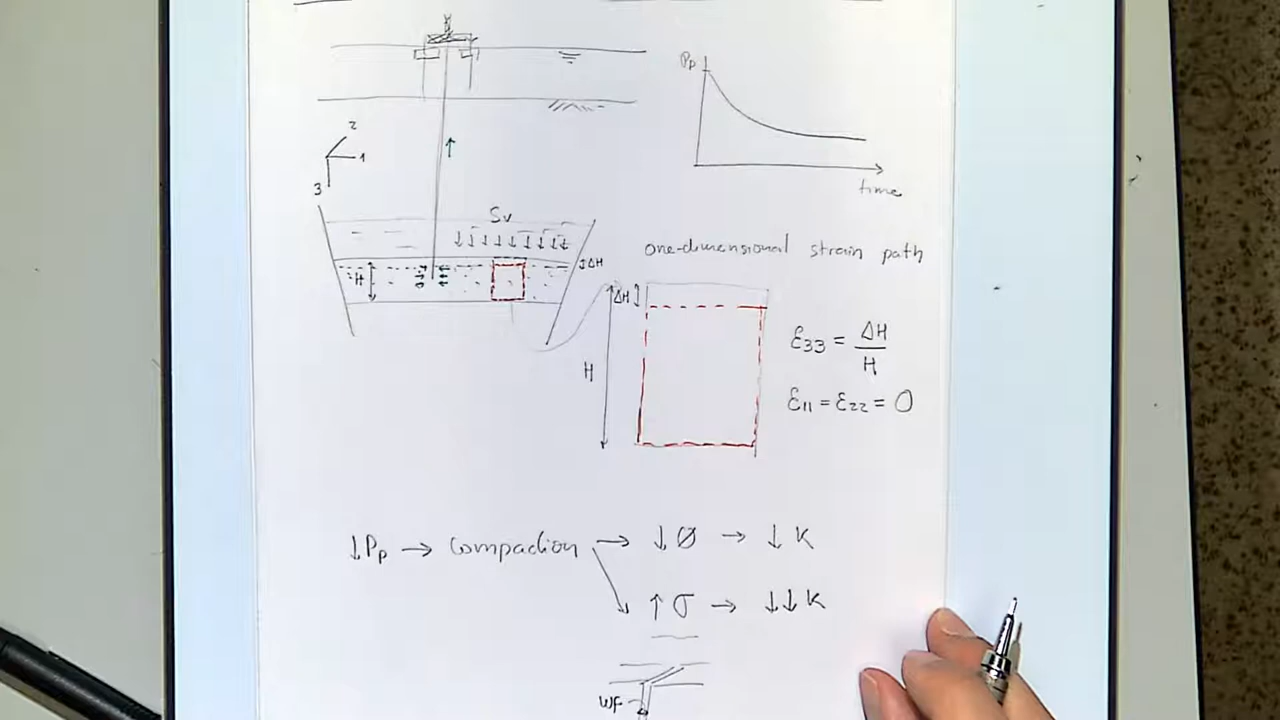 Pp
time
2
1
3
Sv
H
ΔH
one-dimensional strain path
ΔH
H
ε33 = ΔH / H
ε11 = ε22 = 0
↓Pp → Compaction → ↓ Ø → ↓ K
↑ σ → ↓↓ K
WF